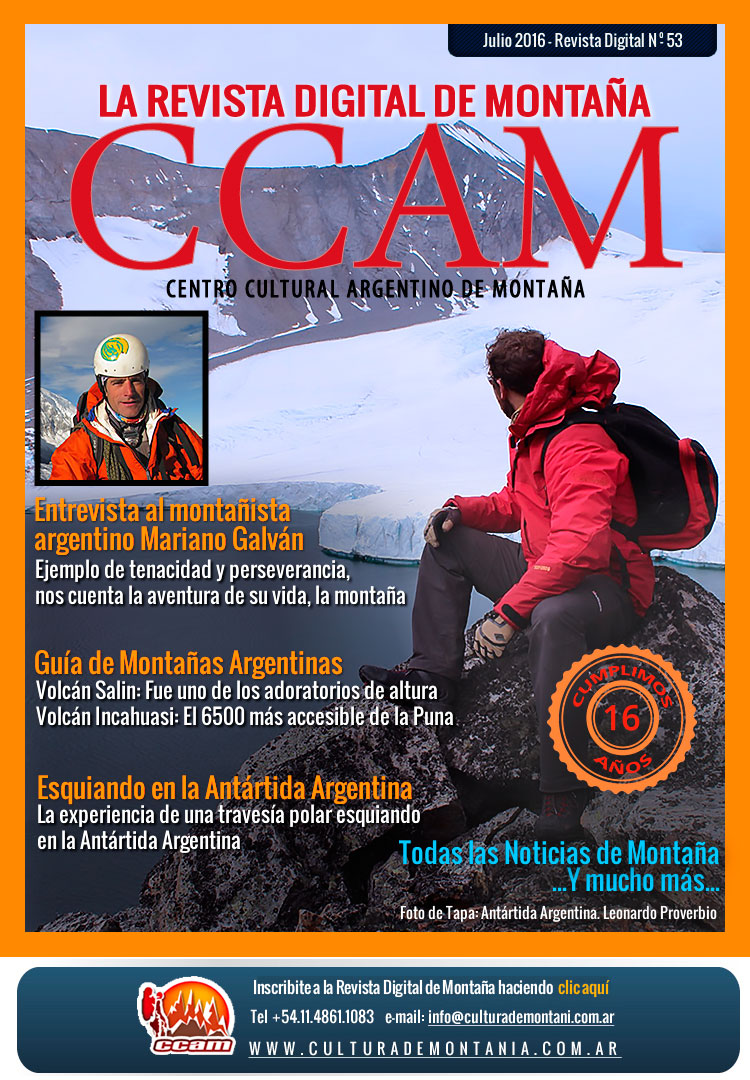 Julio 2016 - Revista Digital Nº 53
LA REVISTA DIGITAL DE MONTAÑA
CCAM
CENTRO CULTURAL ARGENTINO DE MONTAÑA
Entrevista al montañista
argentino Mariano Galván
Ejemplo de tenacidad y perseverancia,
nos cuenta la aventura de su vida, la montaña
Guía de Montañas Argentinas
Volcán Salin: Fue uno de los adoratorios de altura
Volcán Incahuasi: El 6500 más accesible de la Puna
CUMPLIMOS
16
AÑOS
Esquiando en la Antártida Argentina
La experiencia de una travesía polar esquiando
en la Antártida Argentina
Todas las Noticias de Montaña
...Y mucho más...
Foto de Tapa: Antártida Argentina. Leonardo Proverbio
Inscribite a la Revista Digital de Montaña haciendo clic aquí
Tel +54.11.4861.1083 e-mail: info@culturademontani.com.ar
ccam
WWW.CULTURADEMONTANIA.COM.AR